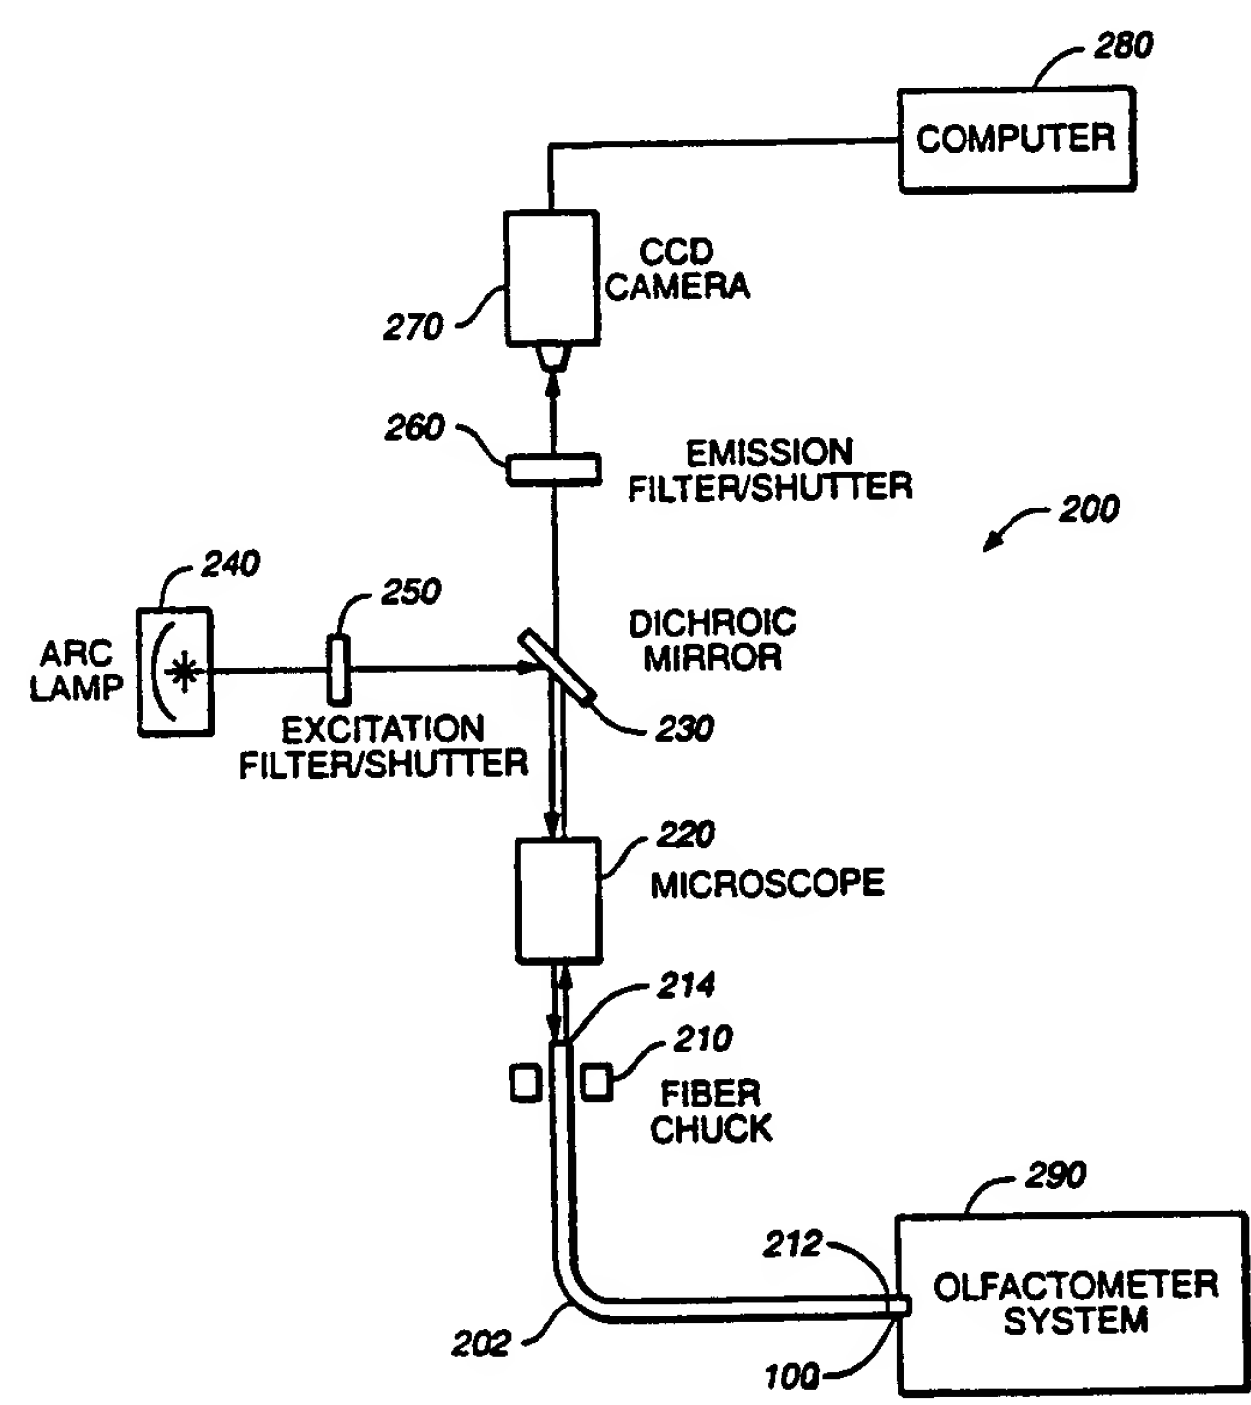 280
COMPUTER
CCD
CAMERA
270
260
EMISSION
FILTER/SHUTTER
200
240
250
ARC
LAMP
DICHROIC
MIRROR
EXCITATION
FILTER/SHUTTER
230
220
MICROSCOPE
214
210
FIBER
CHUCK
290
212
OLFACTOMETER
SYSTEM
202
100